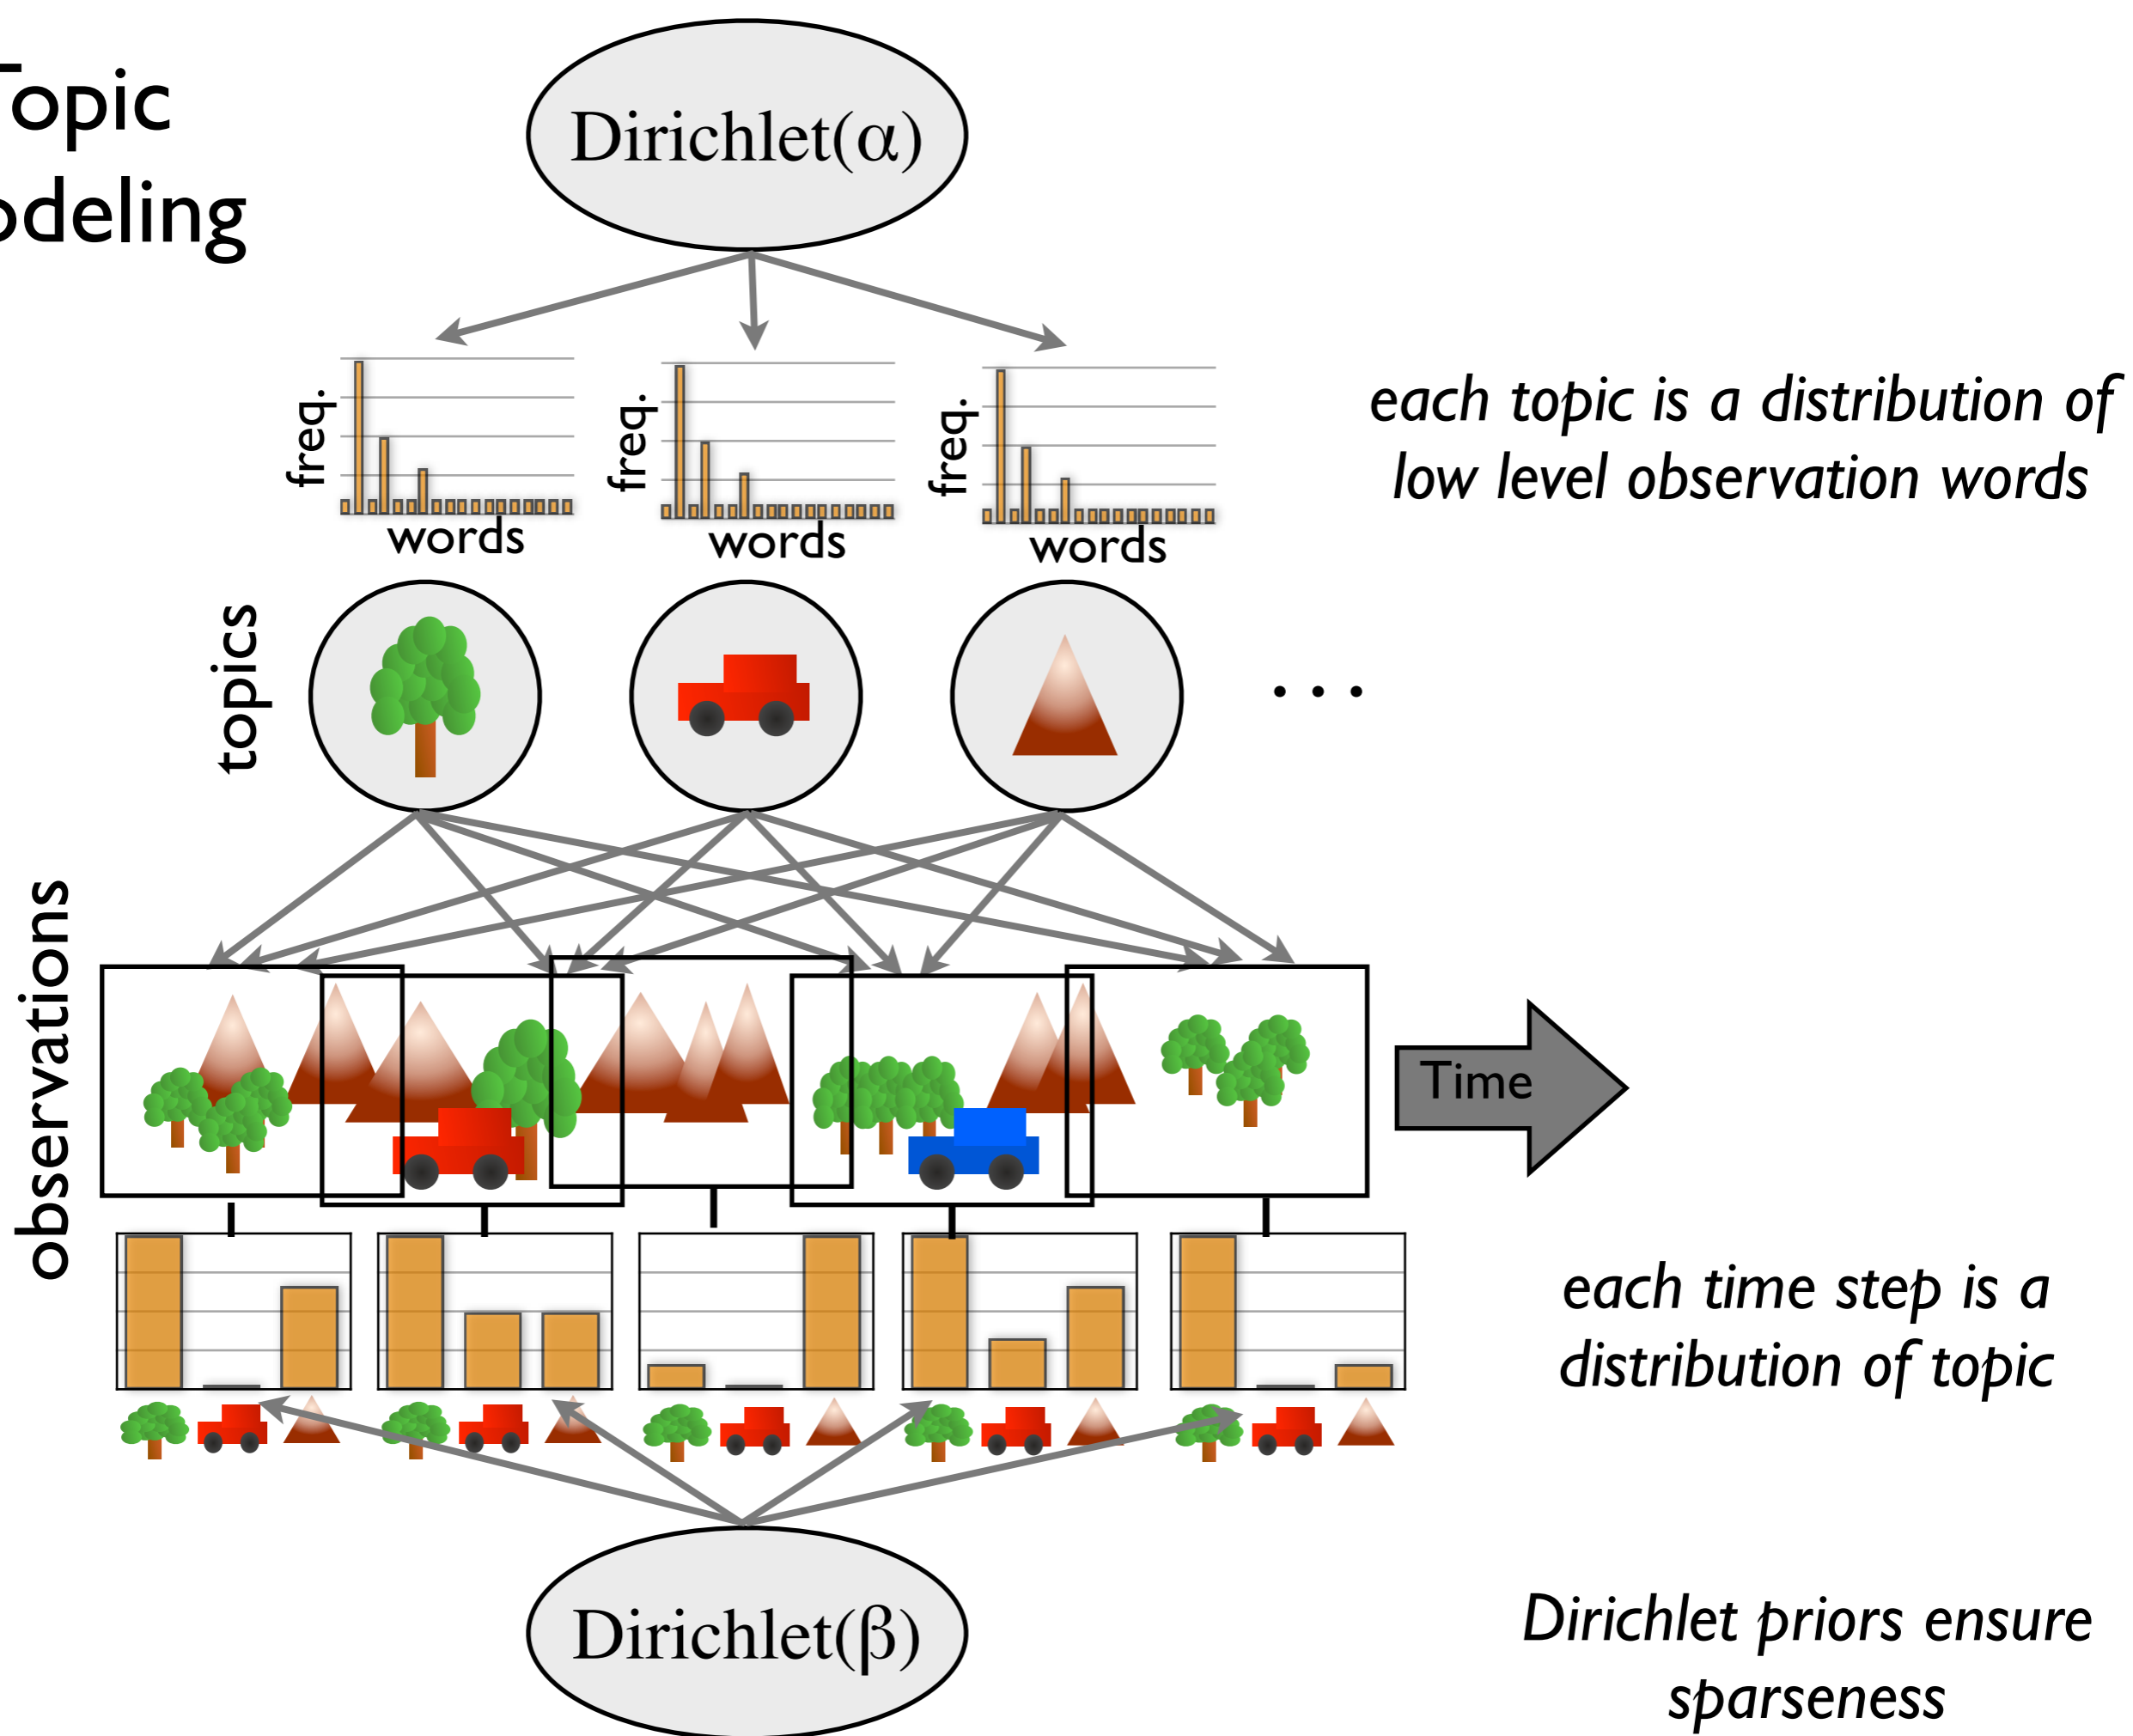 Topic
odeling
Dirichlet(α)
freq.
words
freq.
words
freq.
words
each topic is a distribution of
low level observation words
topics
...
observations
Time
each time step is a
distribution of topic
Dirichlet(β)
Dirichlet priors ensure
sparseness